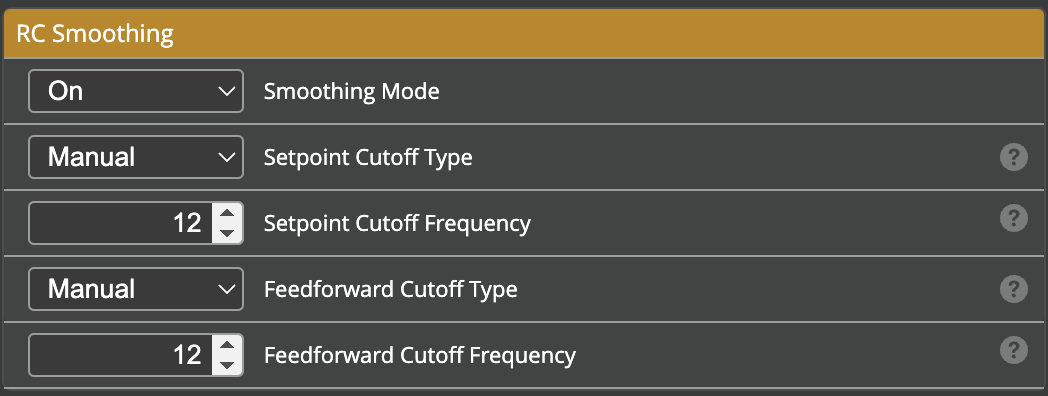 RC Smoothing
On Smoothing Mode
Manual Setpoint Cutoff Type ?
12 Setpoint Cutoff Frequency ?
Manual Feedforward Cutoff Type ?
12 Feedforward Cutoff Frequency ?